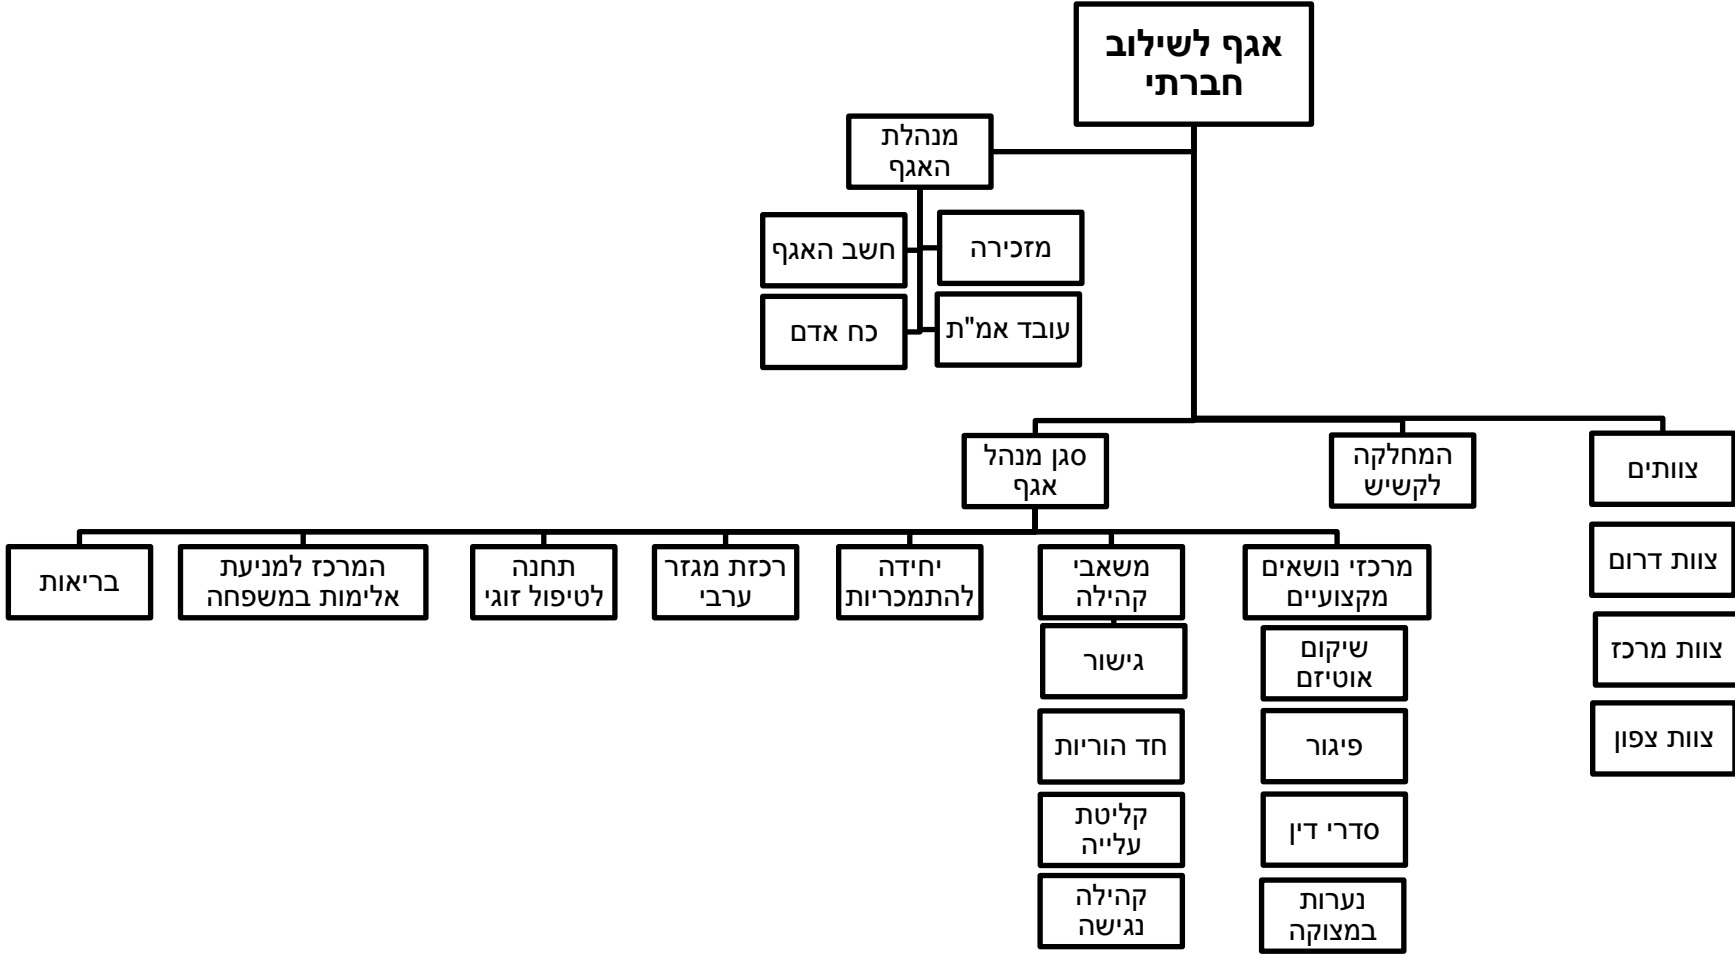 אגף לשילוב
חברתי
מנהלת
האגף
מזכירה
חשב האגף
עובד אמ"ת
כח אדם
צוותים
המחלקה
לקשיש
סגן מנהל
אגף
צוות דרום
צוות מרכז
צוות צפון
מרכזי נושאים
מקצועיים
משאבי
קהילה
יחידה
להתמכריות
רכזת מגזר
ערבי
תחנה
לטיפול זוגי
המרכז למניעת
אלימות במשפחה
בריאות
שיקום
אוטיזם
פיגור
סדרי דין
נערות
במצוקה
גישור
חד הוריות
קליטת
עלייה
קהילה
נגישה